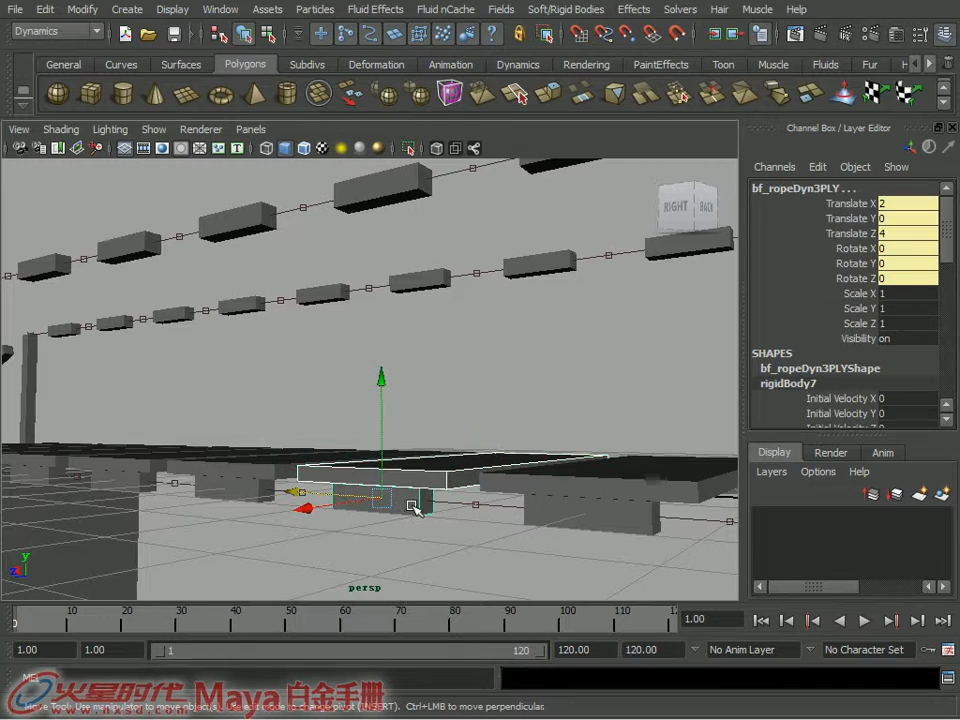 File Edit Modify Create Display Window Assets Particles Fluid Effects Fluid nCache Fields Soft/Rigid Bodies Effects Solvers Hair Muscle Help
Dynamics
General Curves Surfaces Polygons Subdivs Deformation Animation Dynamics Rendering PaintEffects Toon Muscle Fluids Fur H
View Shading Lighting Show Renderer Panels
Channel Box / Layer Editor
Channels Edit Object Show
bf_ropeDyn3PLY . . .
Translate X 2
Translate Y 0
Translate Z 4
Rotate X 0
Rotate Y 0
Rotate Z 0
Scale X 1
Scale Y 1
Scale Z 1
Visibility on
SHAPES
bf_ropeDyn3PLYShape
rigidBody7
Initial Velocity X 0
Initial Velocity Y 0
RIGHT BACK
Display Render Anim
Layers Options Help
y
z
persp
10 20 30 40 50 60 70 80 90 100 110 12
1.00
1.00 1.00 1 120 120.00 120.00 No Anim Layer No Character Set
MEL
火星时代 Maya 白金手册
www.hxsd.com
Move Tool: Use manipulator to move object(s). Use edit mode to change pivot (INSERT). Ctrl+LMB to move perpendicular.